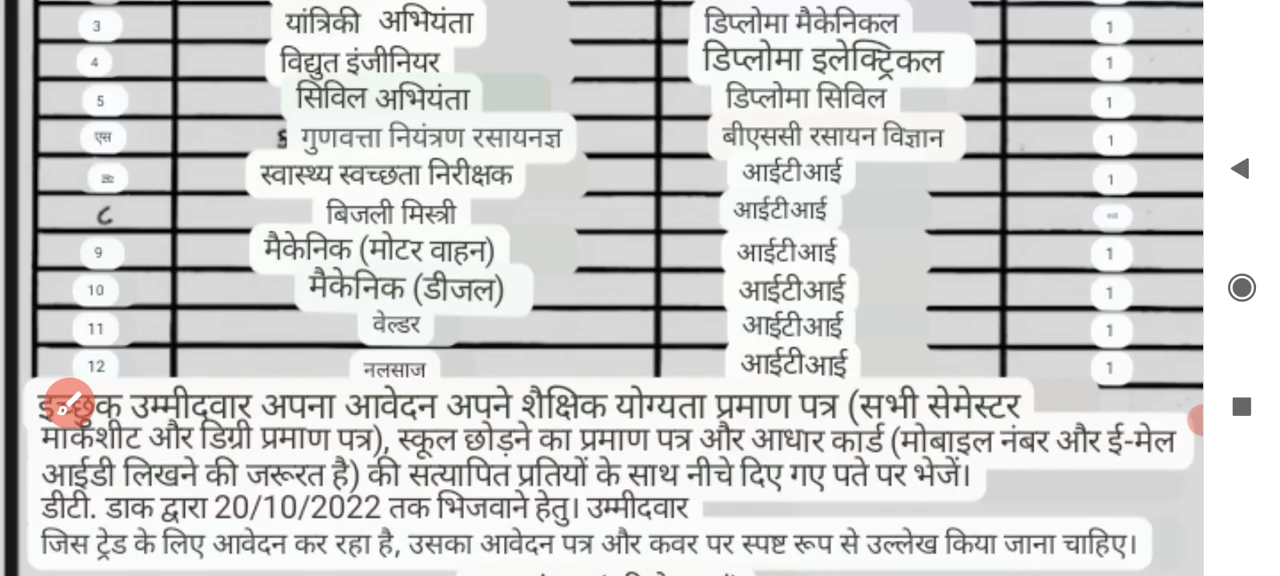 3 यांत्रिकी अभियंता डिप्लोमा मैकेनिकल 1
4 विद्युत इंजीनियर डिप्लोमा इलेक्ट्रिकल 1
5 सिविल अभियंता डिप्लोमा सिविल 1
एस गुणवत्ता नियंत्रण रसायनज्ञ बीएससी रसायन विज्ञान 1
स्वास्थ्य स्वच्छता निरीक्षक आईटीआई 1
बिजली मिस्त्री आईटीआई
9 मैकेनिक (मोटर वाहन) आईटीआई 1
10 मैकेनिक (डीजल) आईटीआई 1
11 वेल्डर आईटीआई 1
12 नलसाज आईटीआई 1
इच्छुक उम्मीदवार अपना आवेदन अपने शैक्षिक योग्यता प्रमाण पत्र (सभी सेमेस्टर
मार्कशीट और डिग्री प्रमाण पत्र), स्कूल छोड़ने का प्रमाण पत्र और आधार कार्ड (मोबाइल नंबर और ई-मेल
आईडी लिखने की जरूरत है) की सत्यापित प्रतियों के साथ नीचे दिए गए पते पर भेजें।
डीटी. डाक द्वारा 20/10/2022 तक भिजवाने हेतु। उम्मीदवार
जिस ट्रेड के लिए आवेदन कर रहा है, उसका आवेदन पत्र और कवर पर स्पष्ट रूप से उल्लेख किया जाना चाहिए।